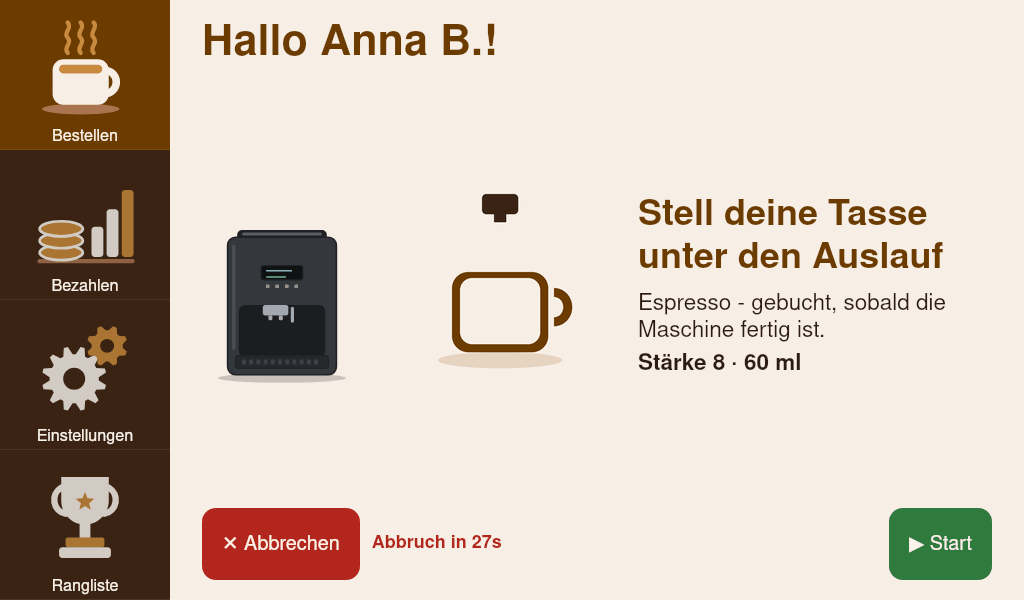 Hallo Anna B.!
Bestellen
Bezahlen
Einstellungen
Rangliste
Stell deine Tasse
unter den Auslauf
Espresso - gebucht, sobald die
Maschine fertig ist.
Stärke 8 · 60 ml
✕ Abbrechen
Abbruch in 27s
▶ Start